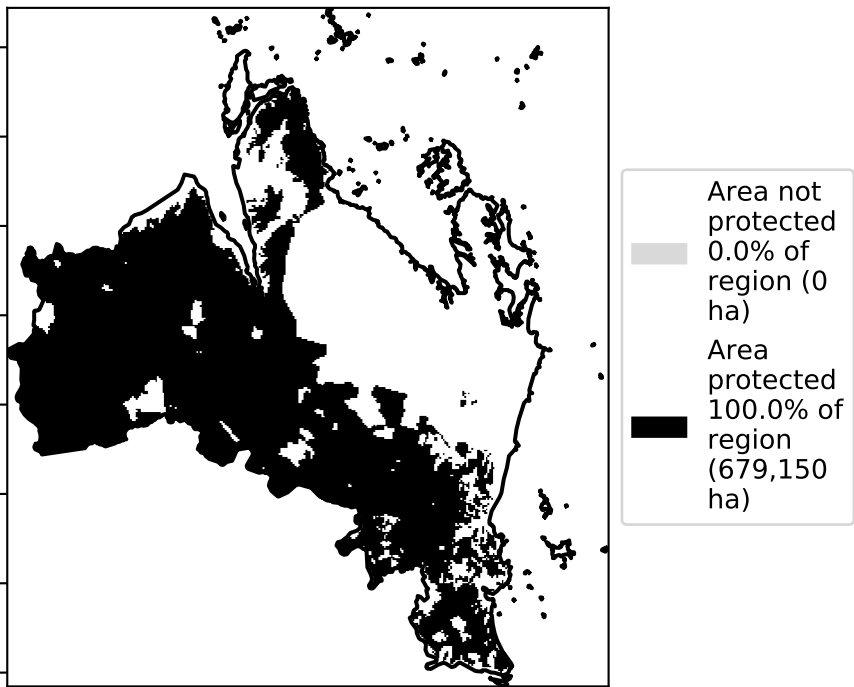 Area not
protected
0.0% of
region (0
ha)
Area
protected
100.0% of
region
(679,150
ha)